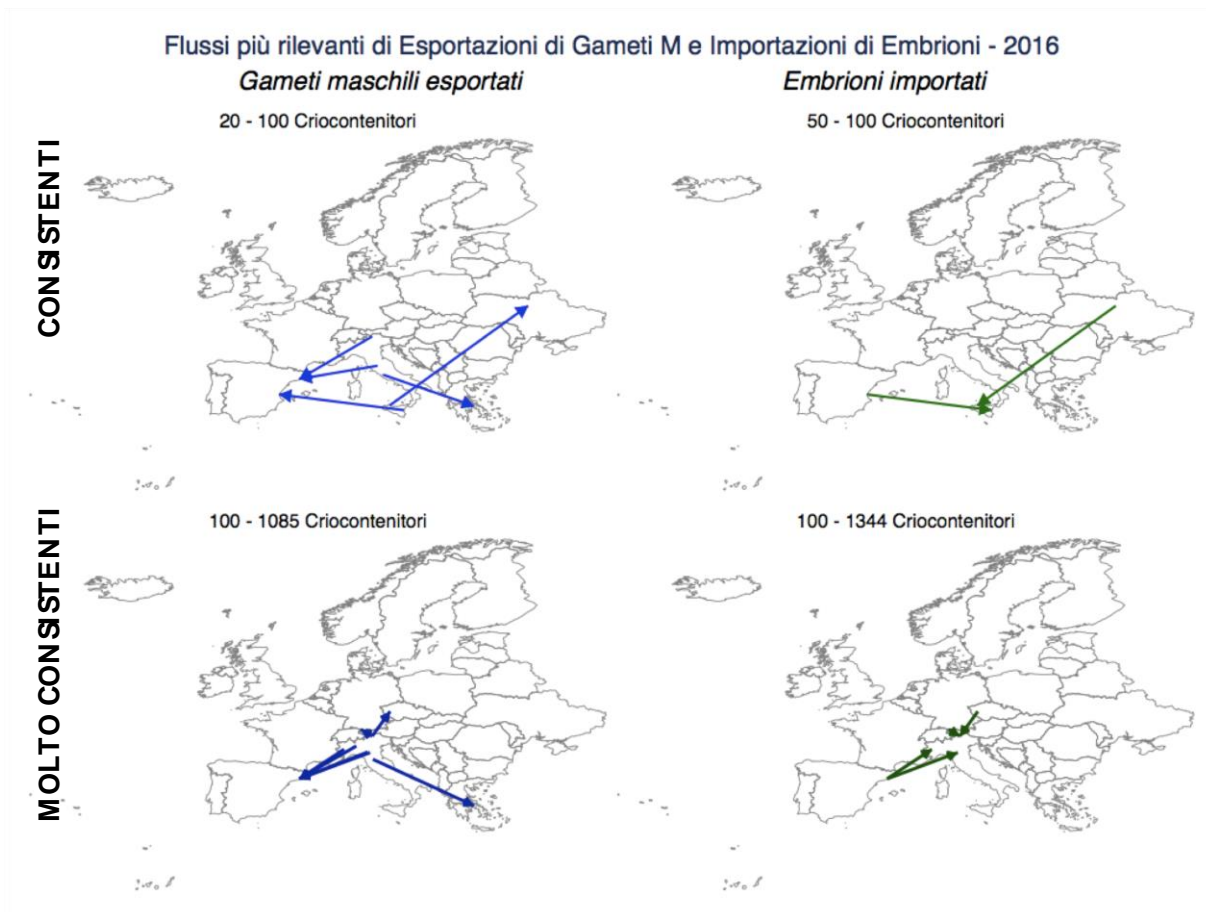 Flussi più rilevanti di Esportazioni di Gameti M e Importazioni di Embrioni - 2016
Gameti maschili esportati
Embrioni importati
CONSISTENTI
20 - 100 Criocontenitori
50 - 100 Criocontenitori
MOLTO CONSISTENTI
100 - 1085 Criocontenitori
100 - 1344 Criocontenitori